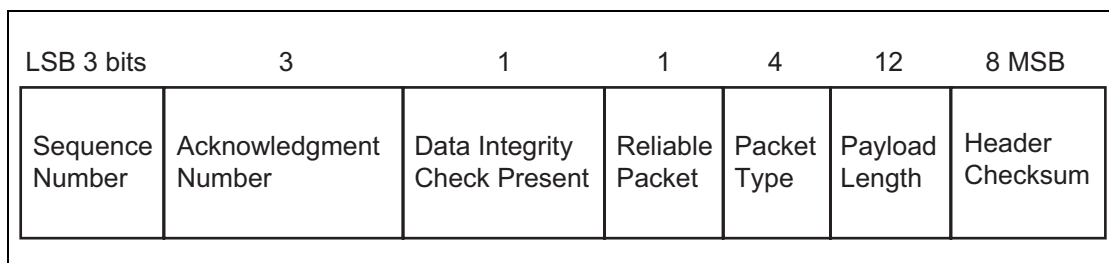 LSB 3 bits 3 1 1 4 12 8 MSB
Sequence Number
Acknowledgment Number
Data Integrity Check Present
Reliable Packet
Packet Type
Payload Length
Header Checksum